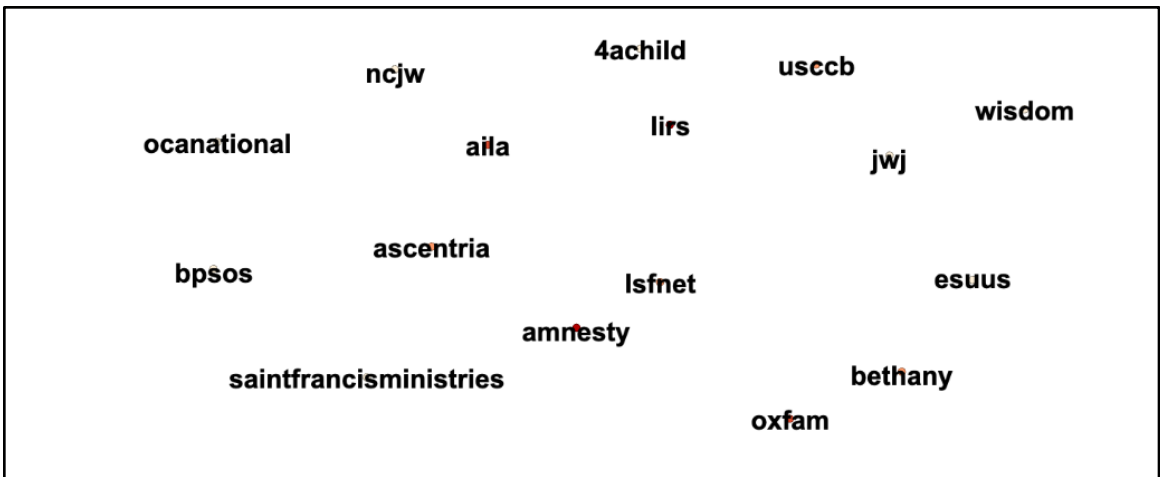 4achild
usccb
ncjw
wisdom
lirs
ocanational
aila
jwj
ascentria
bpsos
lsfnet
esuus
amnesty
saintfrancisministries
bethany
oxfam